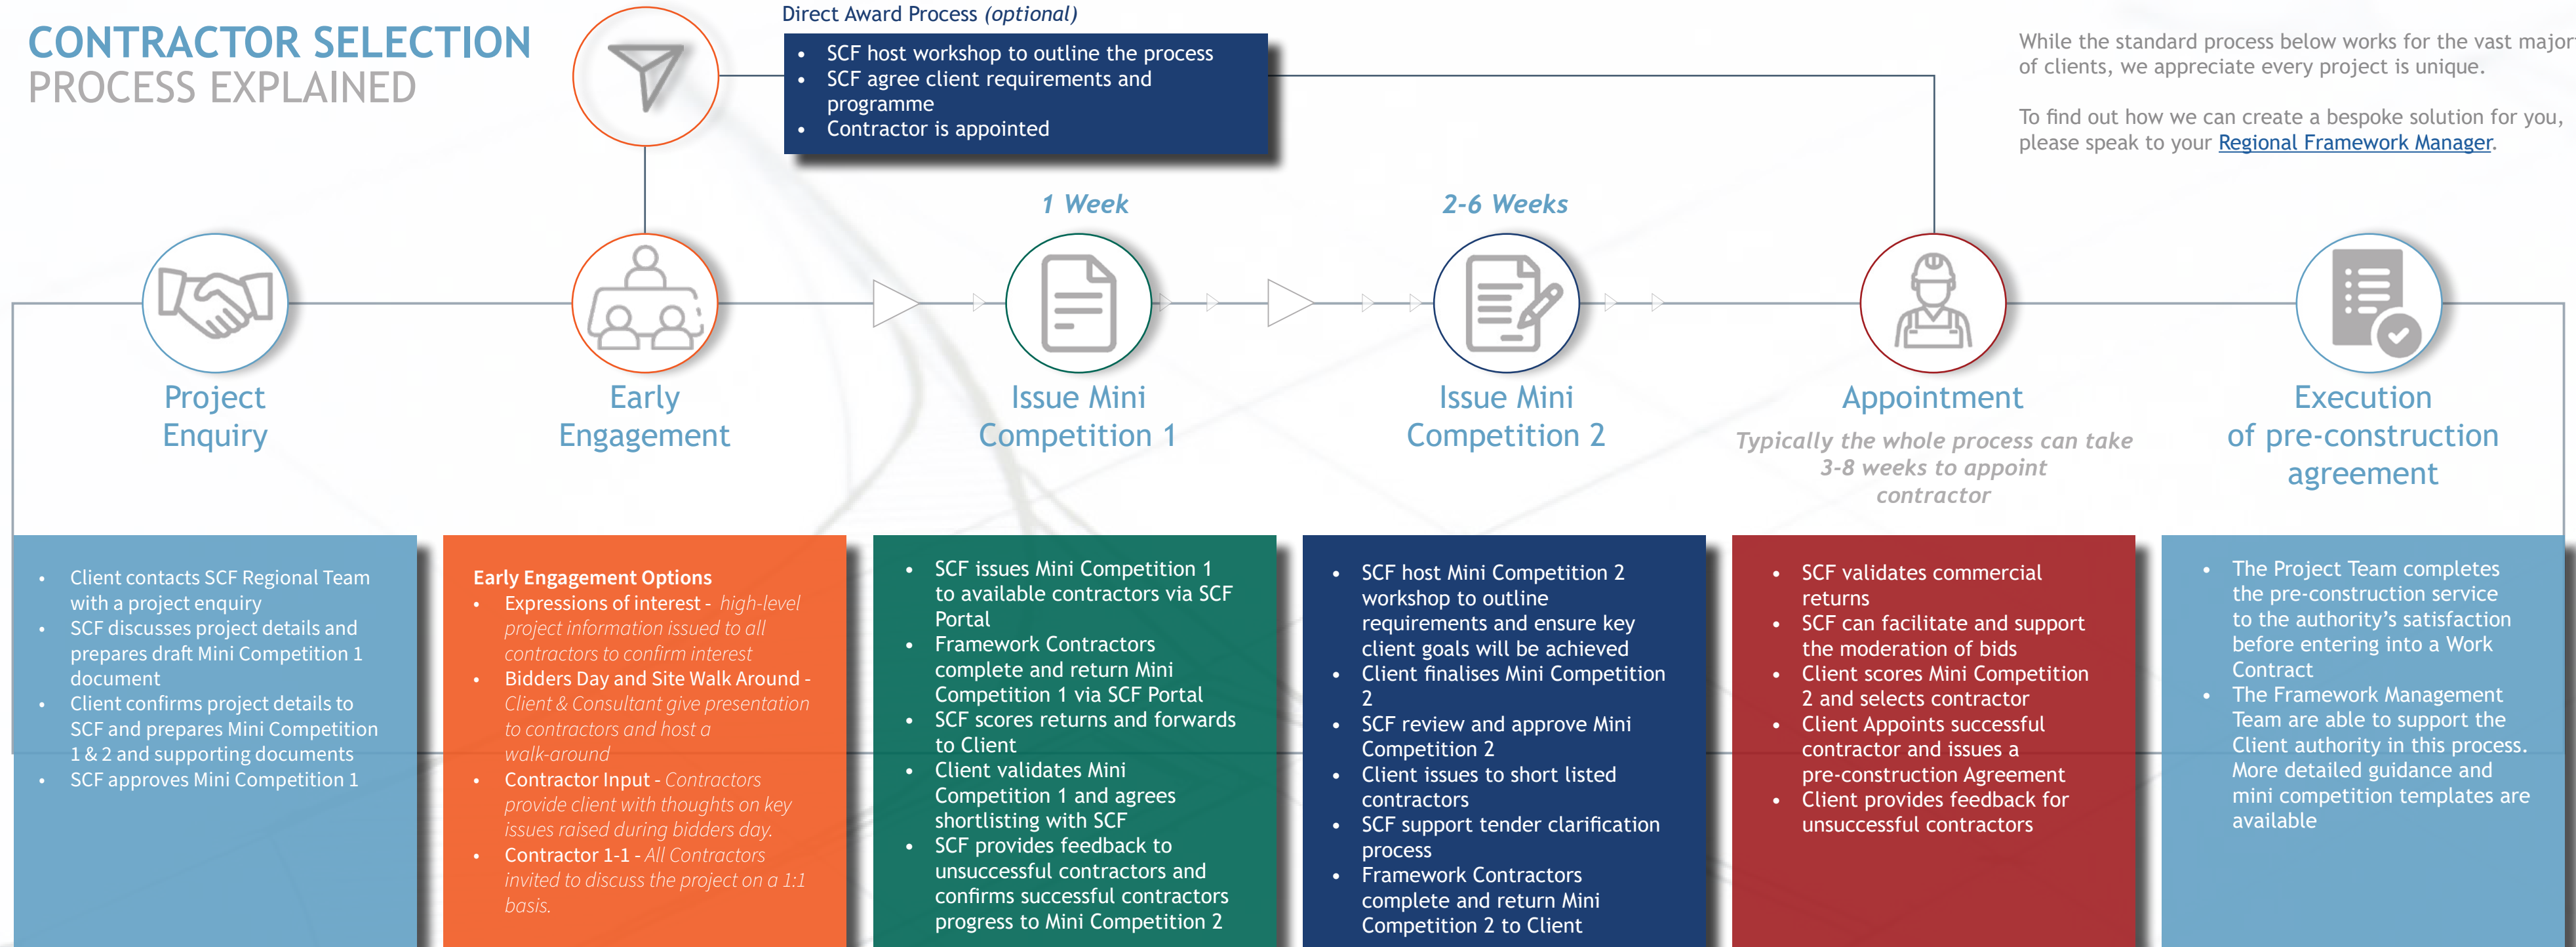 CONTRACTOR SELECTION
PROCESS EXPLAINED
Direct Award Process (optional)
• SCF host workshop to outline the process
• SCF agree client requirements and
programme
• Contractor is appointed
While the standard process below works for the vast major
of clients, we appreciate every project is unique.
To find out how we can create a bespoke solution for you,
please speak to your Regional Framework Manager.
1 Week
2-6 Weeks
Project
Enquiry
Early
Engagement
Issue Mini
Competition 1
Issue Mini
Competition 2
Appointment
Typically the whole process can take
3-8 weeks to appoint
contractor
Execution
of pre-construction
agreement
• Client contacts SCF Regional Team
with a project enquiry
• SCF discusses project details and
prepares draft Mini Competition 1
document
• Client confirms project details to
SCF and prepares Mini Competition
1 & 2 and supporting documents
• SCF approves Mini Competition 1
Early Engagement Options
• Expressions of interest - high-level
project information issued to all
contractors to confirm interest
• Bidders Day and Site Walk Around -
Client & Consultant give presentation
to contractors and host a
walk-around
• Contractor Input - Contractors
provide client with thoughts on key
issues raised during bidders day.
• Contractor 1-1 - All Contractors
invited to discuss the project on a 1:1
basis.
• SCF issues Mini Competition 1
to available contractors via SCF
Portal
• Framework Contractors
complete and return Mini
Competition 1 via SCF Portal
• SCF scores returns and forwards
to Client
• Client validates Mini
Competition 1 and agrees
shortlisting with SCF
• SCF provides feedback to
unsuccessful contractors and
confirms successful contractors
progress to Mini Competition 2
• SCF host Mini Competition 2
workshop to outline
requirements and ensure key
client goals will be achieved
• Client finalises Mini Competition
2
• SCF review and approve Mini
Competition 2
• Client issues to short listed
contractors
• SCF support tender clarification
process
• Framework Contractors
complete and return Mini
Competition 2 to Client
• SCF validates commercial
returns
• SCF can facilitate and support
the moderation of bids
• Client scores Mini Competition
2 and selects contractor
• Client Appoints successful
contractor and issues a
pre-construction Agreement
• Client provides feedback for
unsuccessful contractors
• The Project Team completes
the pre-construction service
to the authority's satisfaction
before entering into a Work
Contract
• The Framework Management
Team are able to support the
Client authority in this process.
More detailed guidance and
mini competition templates are
available